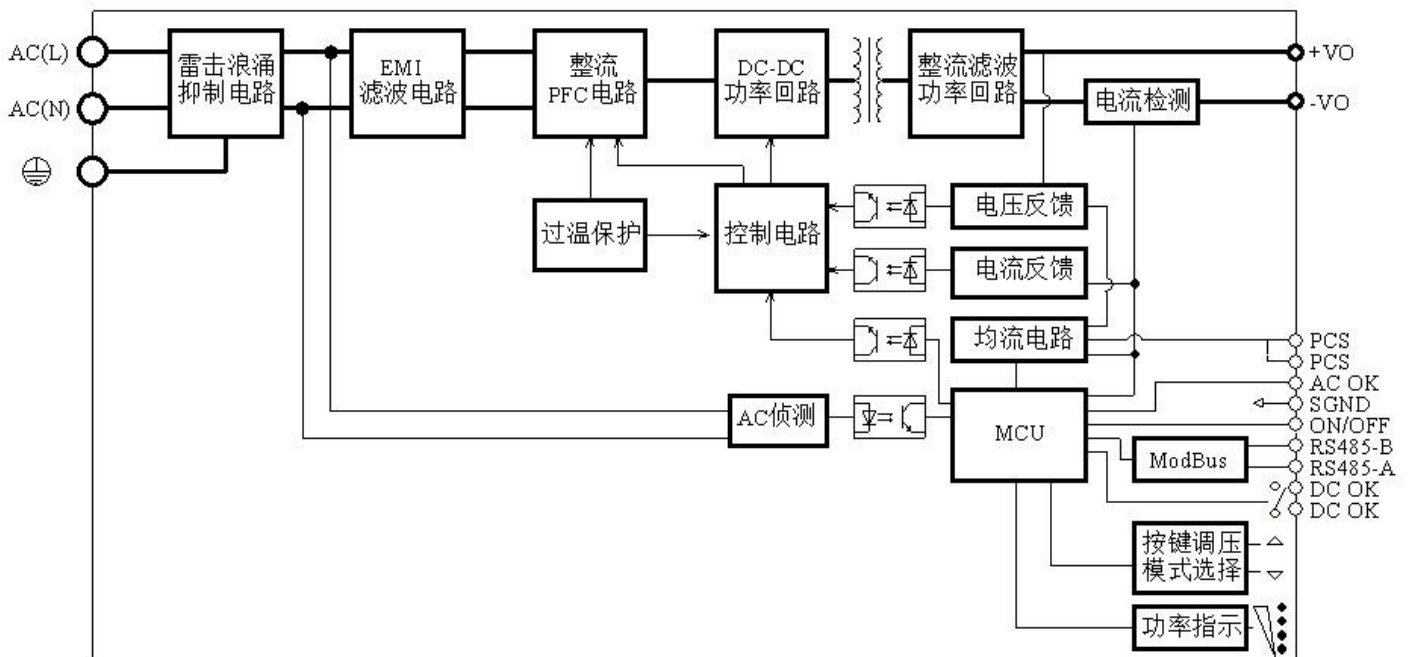 AC(L)
AC(N)
雷击浪涌
抑制电路
EMI
滤波电路
整流
PFC电路
DC-DC
功率回路
整流滤波
功率回路
电流检测
+VO
-VO
过温保护
控制电路
电压反馈
电流反馈
均流电路
AC侦测
MCU
ModBus
PCS
PCS
AC OK
SGND
ON/OFF
RS485-B
RS485-A
DC OK
DC OK
按键调压
模式选择
功率指示